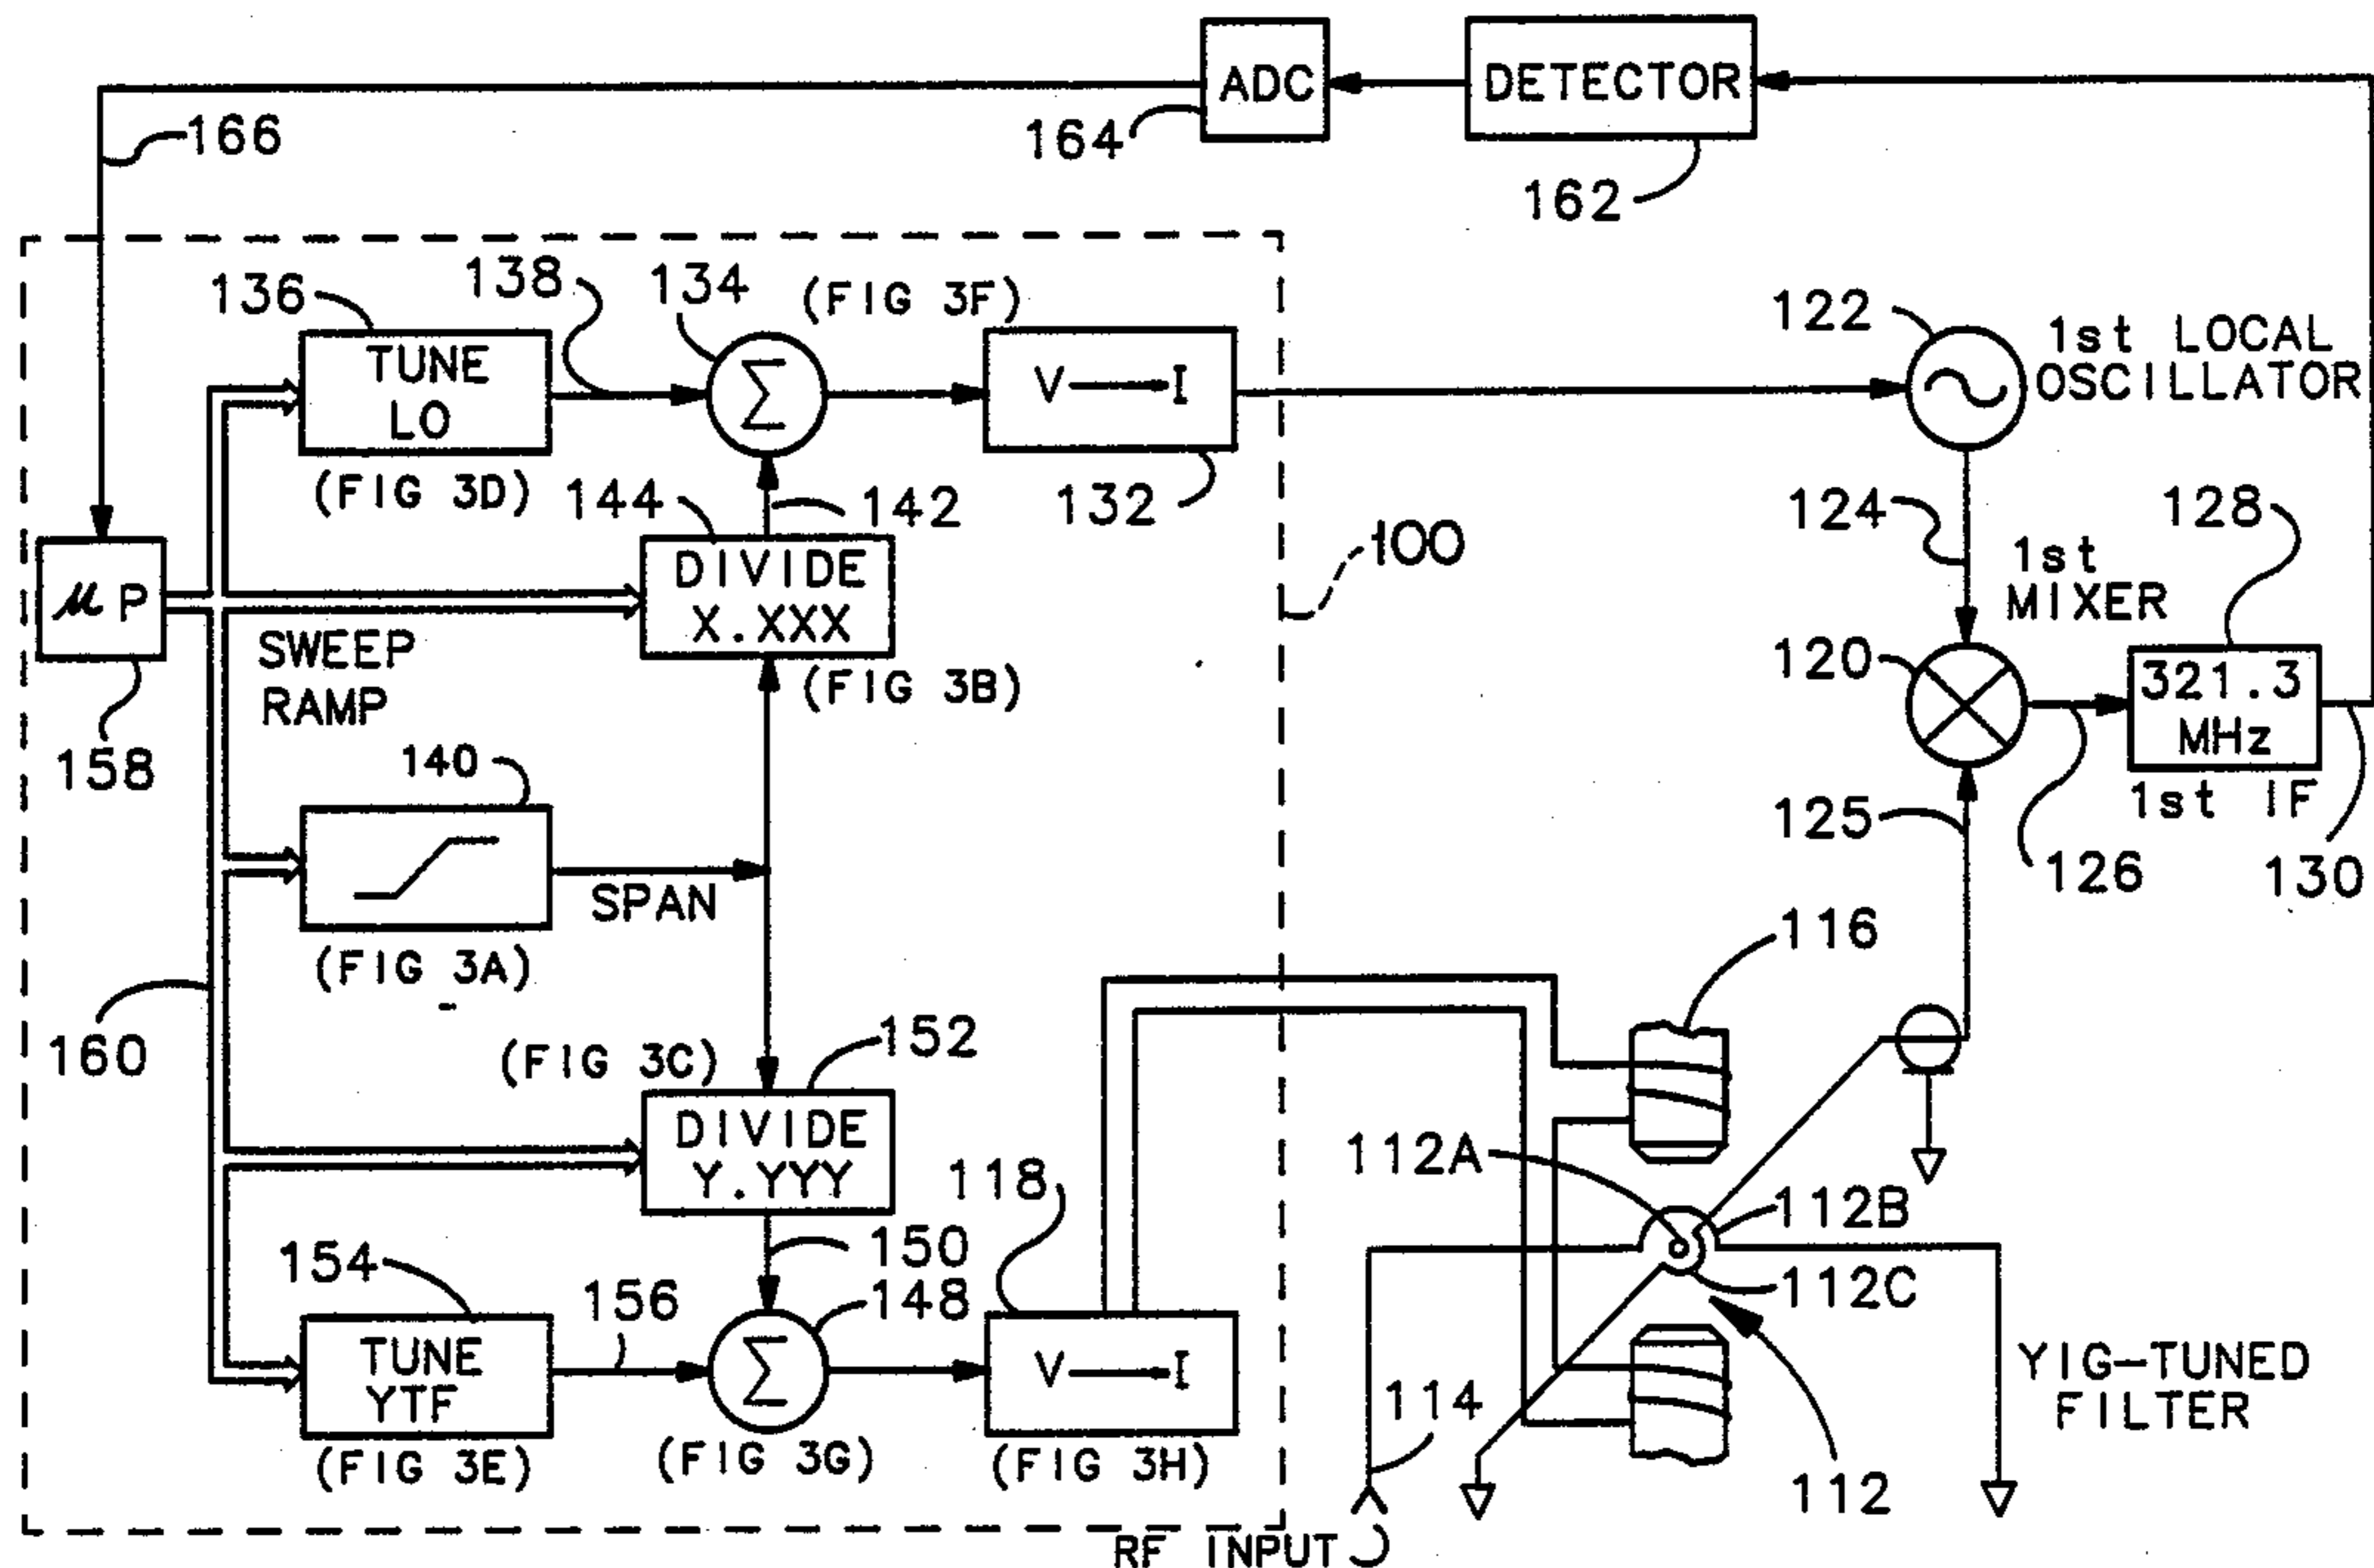 ADC
DETECTOR
166
164
162
136
138
134
(FIG 3F)
122
1st LOCAL
OSCILLATOR
TUNE
LO
Σ
V I
(FIG 3D)
144
142
132
124
128
100
1st
MIXER
μP
DIVIDE
X.XXX
SWEEP
RAMP
(FIG 3B)
120
321.3
MHz
158
140
125
1st IF
126
130
SPAN
116
(FIG 3A)
160
(FIG 3C)
152
DIVIDE
Y.YYY
118
112A
112B
150
154
156
148
112C
TUNE
YTF
Σ
V I
YIG-TUNED
FILTER
114
(FIG 3E)
(FIG 3G)
(FIG 3H)
112
RF INPUT